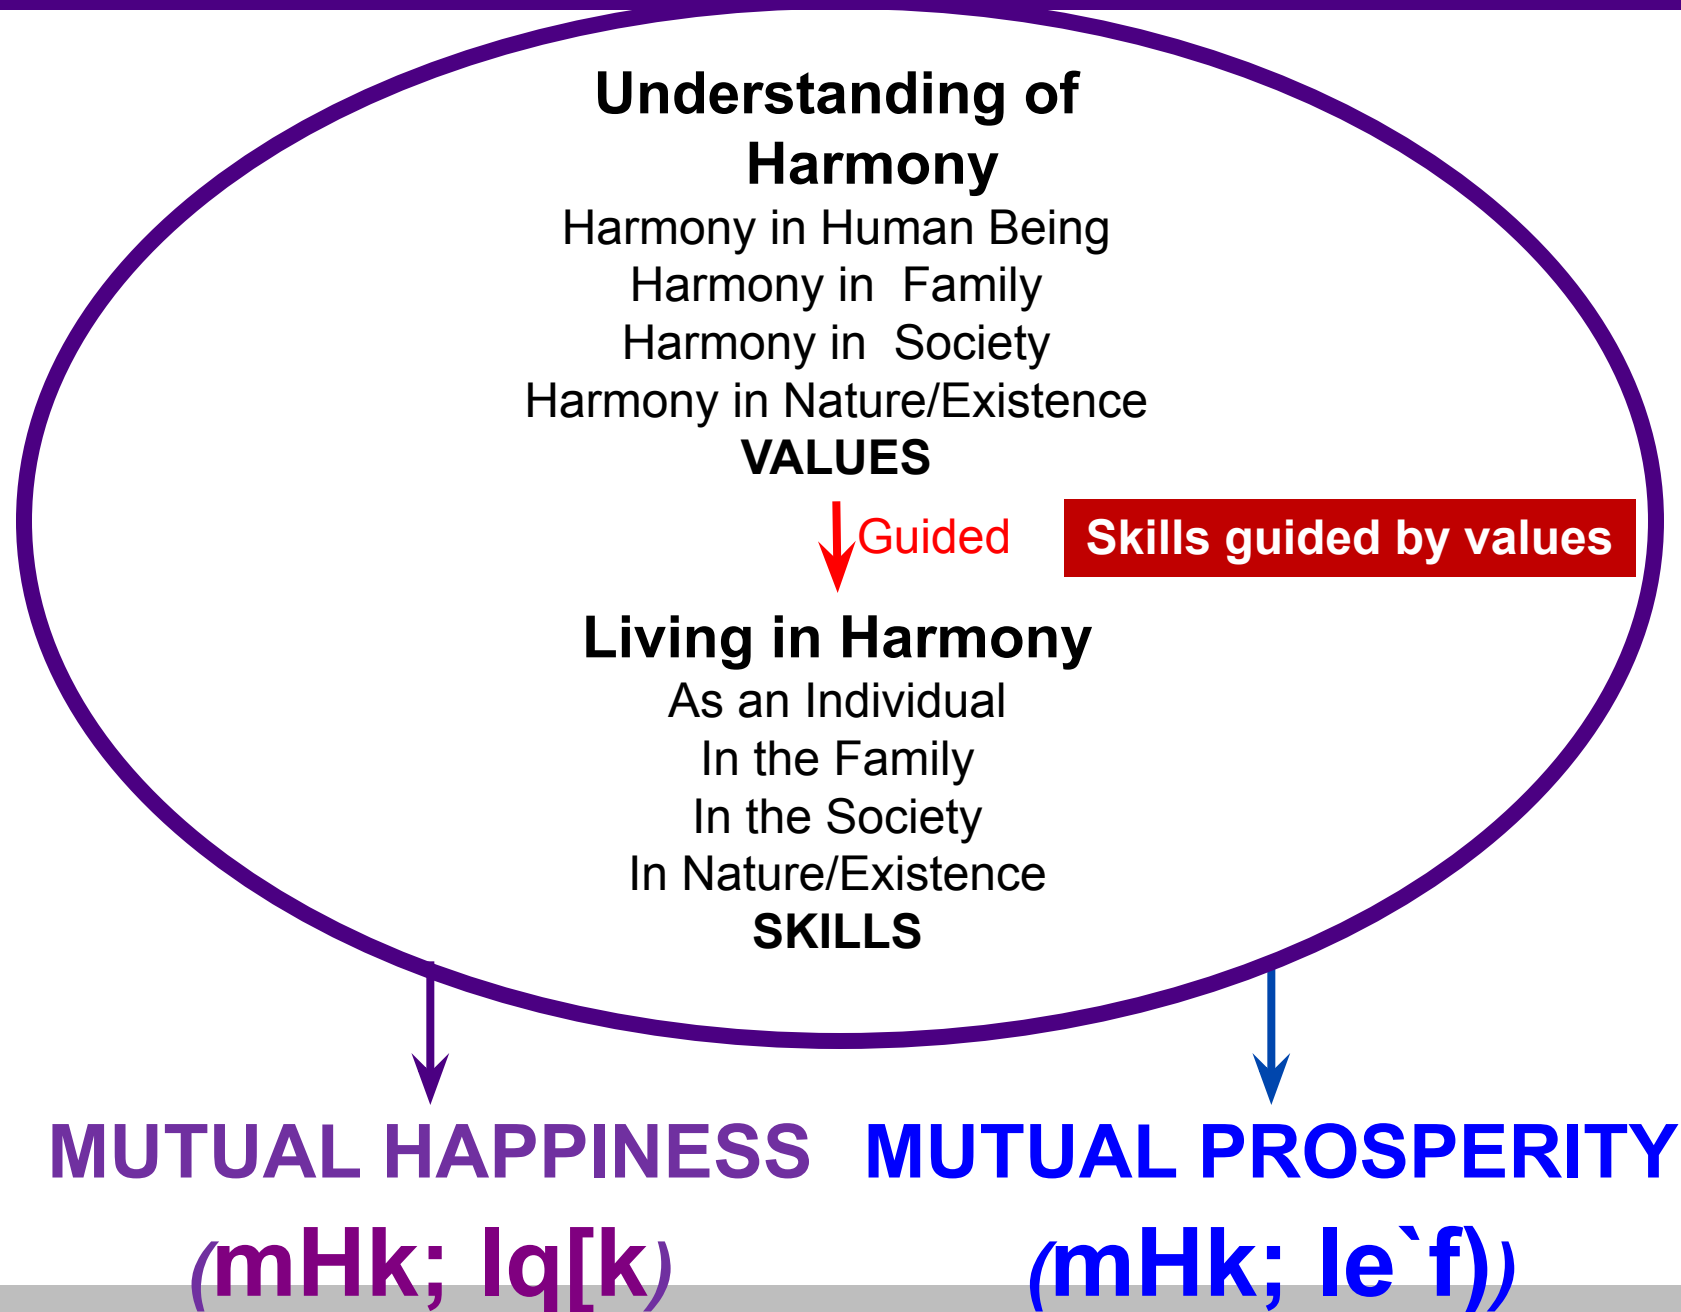 Understanding of
Harmony
Harmony in Human Being
Harmony in  Family
Harmony in  Society
Harmony in Nature/Existence
VALUES
Guided
Skills guided by values
Living in Harmony
As an Individual
In the Family
In the Society
In Nature/Existence
SKILLS
MUTUAL HAPPINESS
MUTUAL PROSPERITY
(mHk; lq[k)
(mHk; le`f))